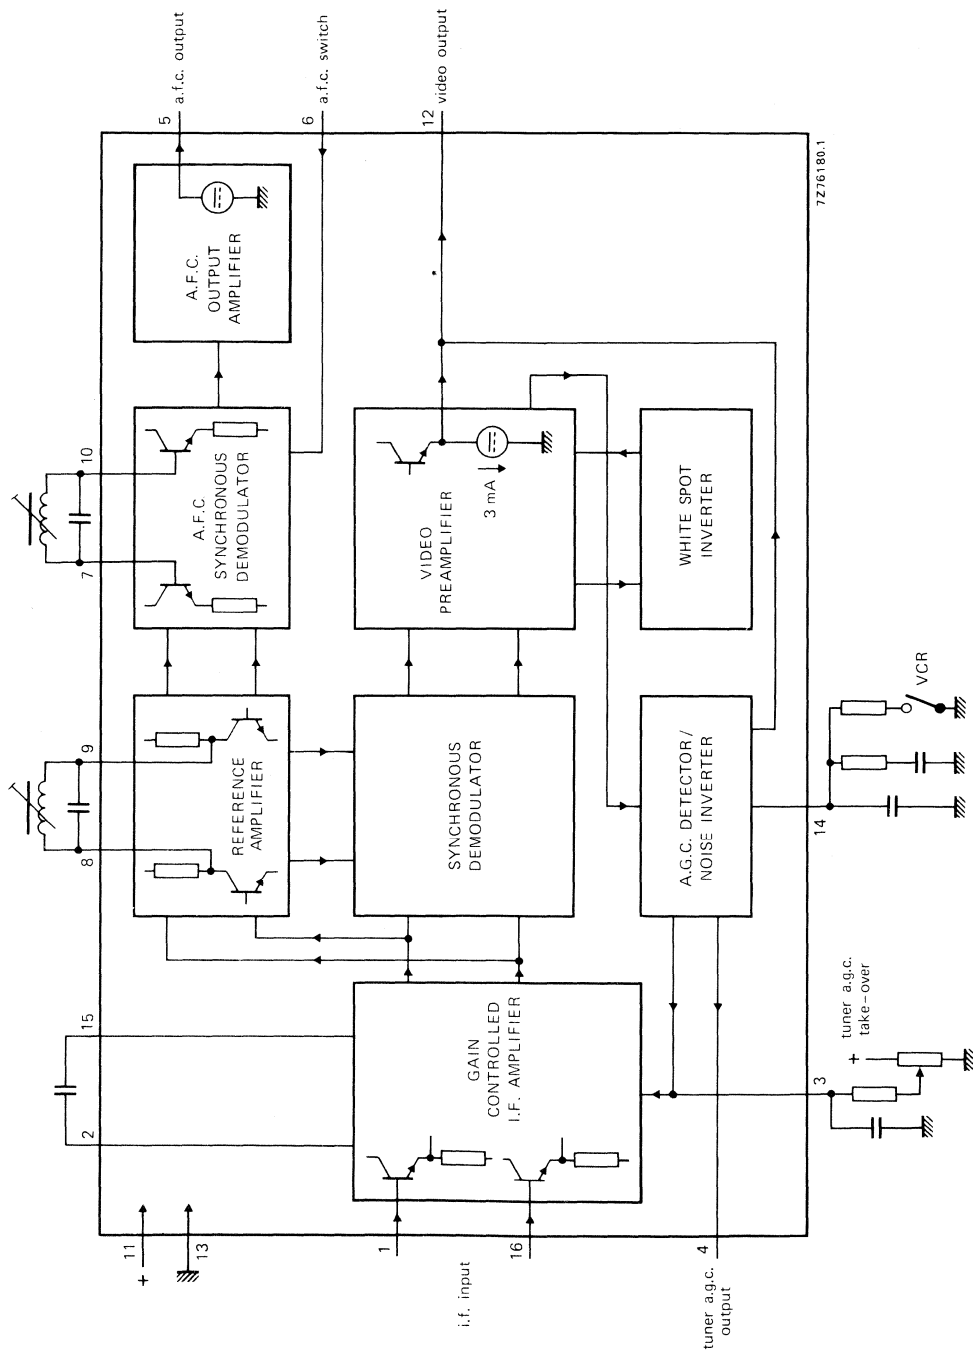 5
a.f.c. output
6
a.f.c. switch
12
video output
7Z76180.1
A.F.C.
OUTPUT
AMPLIFIER
10
7
A.F.C.
SYNCHRONOUS
DEMODULATOR
VIDEO
PREAMPLIFIER
3 mA
WHITE SPOT
INVERTER
9
8
REFERENCE
AMPLIFIER
SYNCHRONOUS
DEMODULATOR
A.G.C. DETECTOR/
NOISE INVERTER
14
VCR
15
2
GAIN
CONTROLLED
I.F. AMPLIFIER
3
+
tuner a.g.c.
take-over
11
+
13
1
16
i.f. input
4
tuner a.g.c.
output